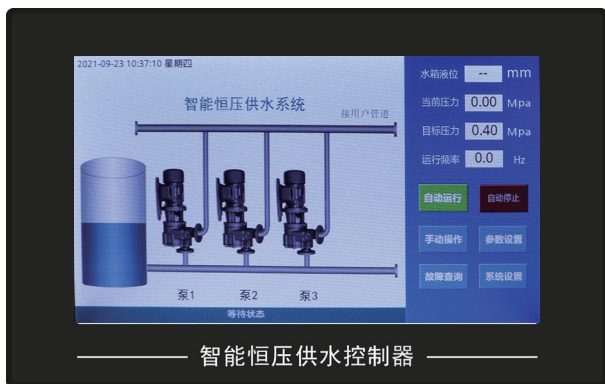 2021-09-23 10:37:10 星期四
智能恒压供水系统
接用户管道
泵1 泵2 泵3
等待状态
水箱液位 -- mm
当前压力 0.00 Mpa
目标压力 0.40 Mpa
运行频率 0.0 Hz
自动运行 自动停止
手动操作 参数设置
故障查询 系统设置
智能恒压供水控制器